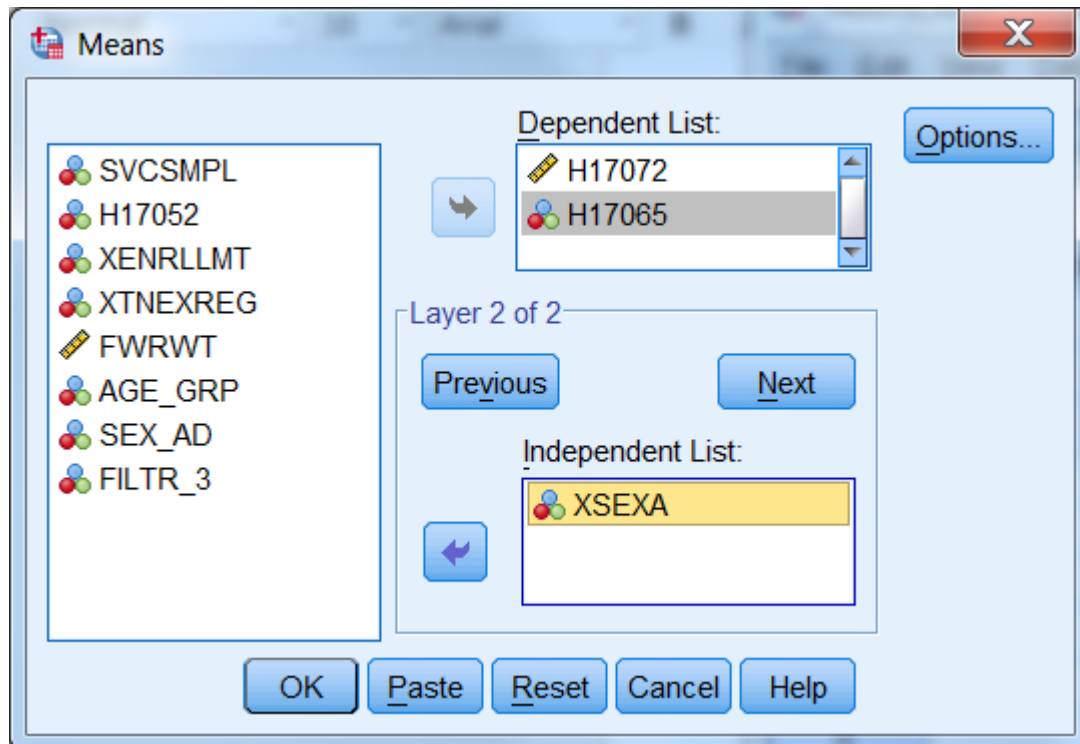 Means
X
Dependent List:
Options...
SVCSMPL
H17052
XENRLLMT
XTNEXREG
FWRWT
AGE_GRP
SEX_AD
FILTR_3
H17072
H17065
Layer 2 of 2
Previous
Next
Independent List:
XSEXA
OK
Paste
Reset
Cancel
Help